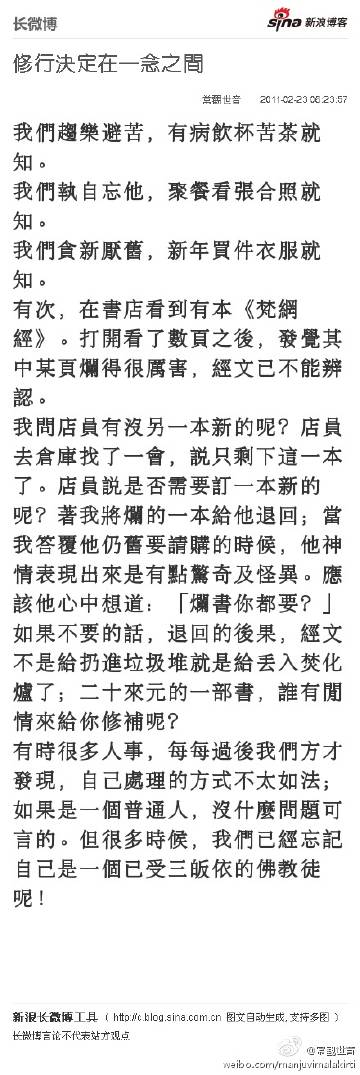 长微博
sina 新浪博客
修行決定在一念之間
常觀世音 2011-02-23 08:23:57
我們趨樂避苦，有病飲杯苦茶就
知。
我們執自忘他，聚餐看張合照就
知。
我們貪新厭舊，新年買件衣服就
知。
有次，在書店看到有本《梵網
經》。打開看了數頁之後，發覺其
中某頁爛得很厲害，經文已不能辨
認。
我問店員有沒另一本新的呢？店員
去倉庫找了一會，説只剩下這一本
了。店員説是否需要訂一本新的
呢？著我將爛的一本給他退回；當
我答覆他仍舊要請購的時候，他神
情表現出來是有點驚奇及怪異。應
該他心中想道：「爛書你都要？」
如果不要的話，退回的後果，經文
不是給扔進垃圾堆就是給丟入焚化
爐了；二十來元的一部書，誰有閒
情來給你修補呢？
有時很多人事，每每過後我們方才
發現，自己處理的方式不太如法；
如果是一個普通人，沒什麼問題可
言的。但很多時候，我們已經忘記
自己是一個已受三皈依的佛教徒
呢！
新浪长微博工具（ http://c.blog.sina.com.cn 图文自动生成，支持多图 ）
长微博言论不代表站方观点
@常觀世音
weibo.com/manjuvimalakirti